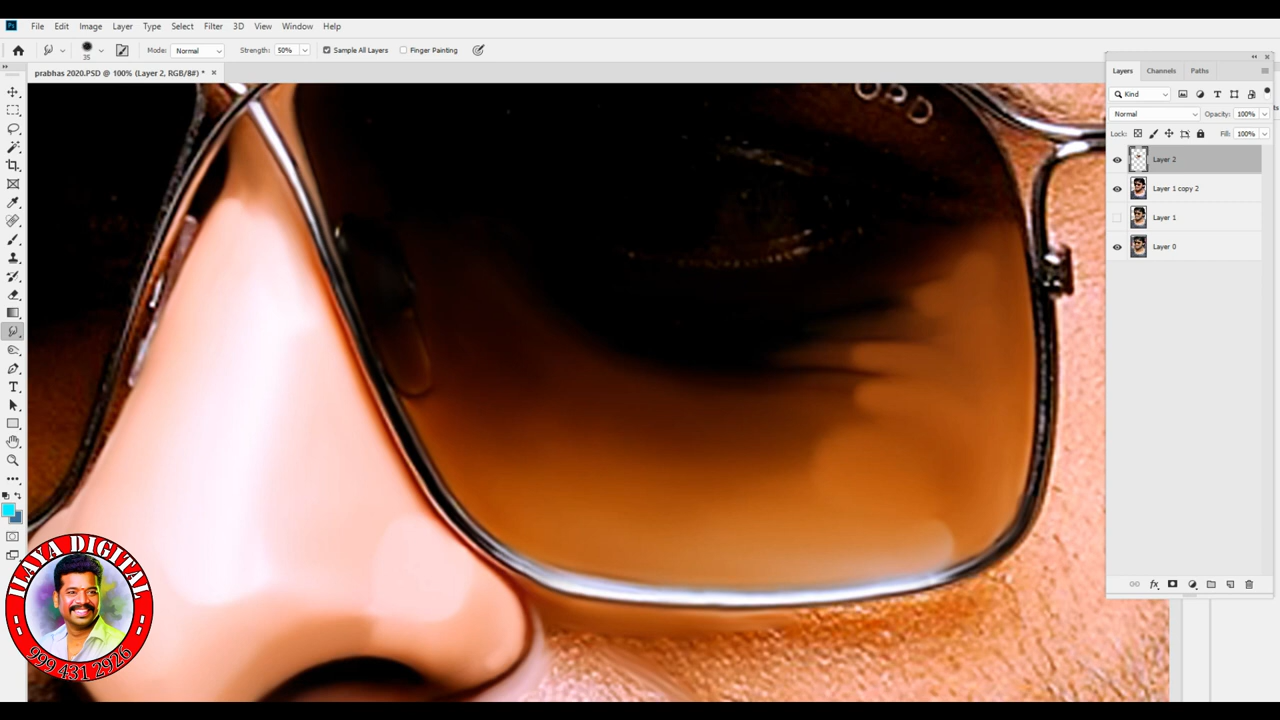 File Edit Image Layer Type Select Filter 3D View Window Help
35 Mode: Normal Strength: 50% Sample All Layers Finger Painting
prabhas 2020.PSD @ 100% (Layer 2, RGB/8#) * ×
Layers Channels Paths
Kind
Normal Opacity: 100%
Lock: Fill: 100%
Layer 2
Layer 1 copy 2
Layer 1
Layer 0
ILAYA DIGITAL
999 431 2926